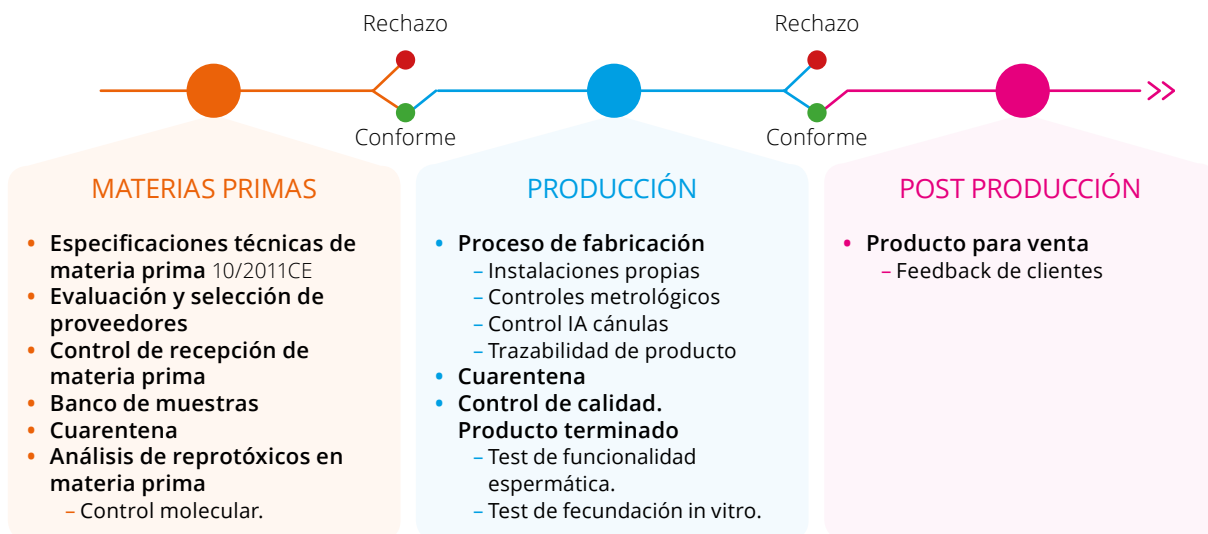 Rechazo
Rechazo
Conforme
Conforme
MATERIAS PRIMAS
• Especificaciones técnicas de
materia prima 10/2011CE
• Evaluación y selección de
proveedores
• Control de recepción de
materia prima
• Banco de muestras
• Cuarentena
• Análisis de reprotóxicos en
materia prima
– Control molecular.
PRODUCCIÓN
• Proceso de fabricación
– Instalaciones propias
– Controles metrológicos
– Control IA cánulas
– Trazabilidad de producto
• Cuarentena
• Control de calidad.
Producto terminado
– Test de funcionalidad
espermática.
– Test de fecundación in vitro.
POST PRODUCCIÓN
• Producto para venta
– Feedback de clientes